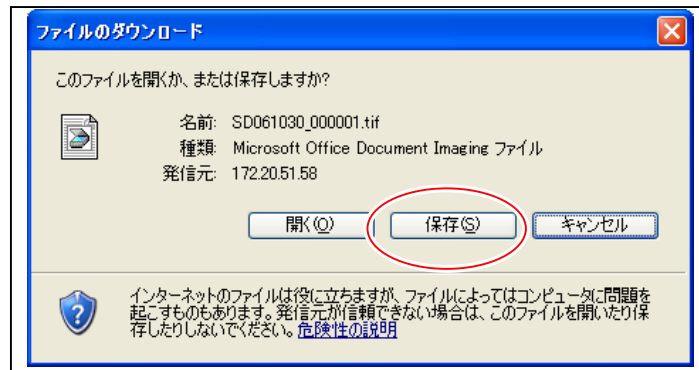 ファイルのダウンロード
このファイルを開くか、または保存しますか?
名前: SD061030_000001.tif
種類: Microsoft Office Document Imaging ファイル
発信元: 172.20.51.58
開く(O) 保存(S) キャンセル
インターネットのファイルは役に立ちますが、ファイルによってはコンピュータに問題を
起こすものもあります。発信元が信頼できない場合は、このファイルを開いたり保
存したりしないでください。危険性の説明